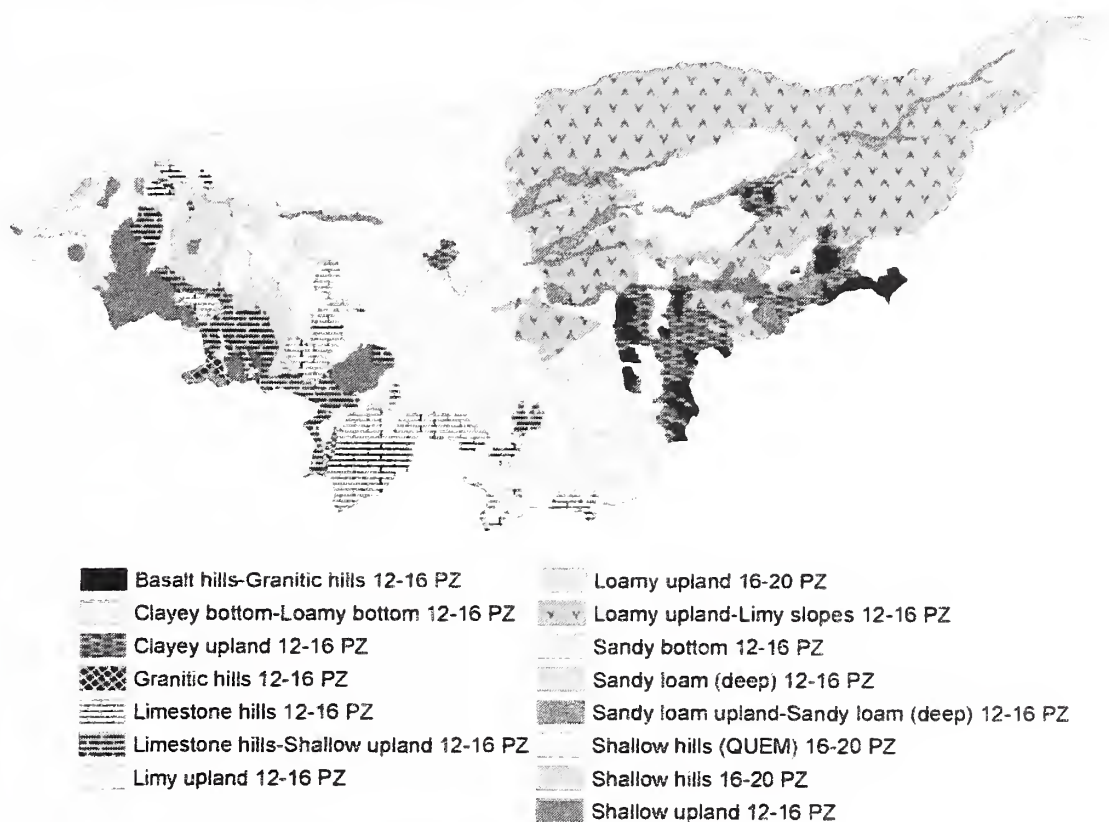 Basalt hills-Granitic hills 12-16 PZ
Clayey bottom-Loamy bottom 12-16 PZ
Clayey upland 12-16 PZ
Granitic hills 12-16 PZ
Limestone hills 12-16 PZ
Limestone hills-Shallow upland 12-16 PZ
Limy upland 12-16 PZ
Loamy upland 16-20 PZ
Loamy upland-Limy slopes 12-16 PZ
Sandy bottom 12-16 PZ
Sandy loam (deep) 12-16 PZ
Sandy loam upland-Sandy loam (deep) 12-16 PZ
Shallow hills (QUEM) 16-20 PZ
Shallow hills 16-20 PZ
Shallow upland 12-16 PZ